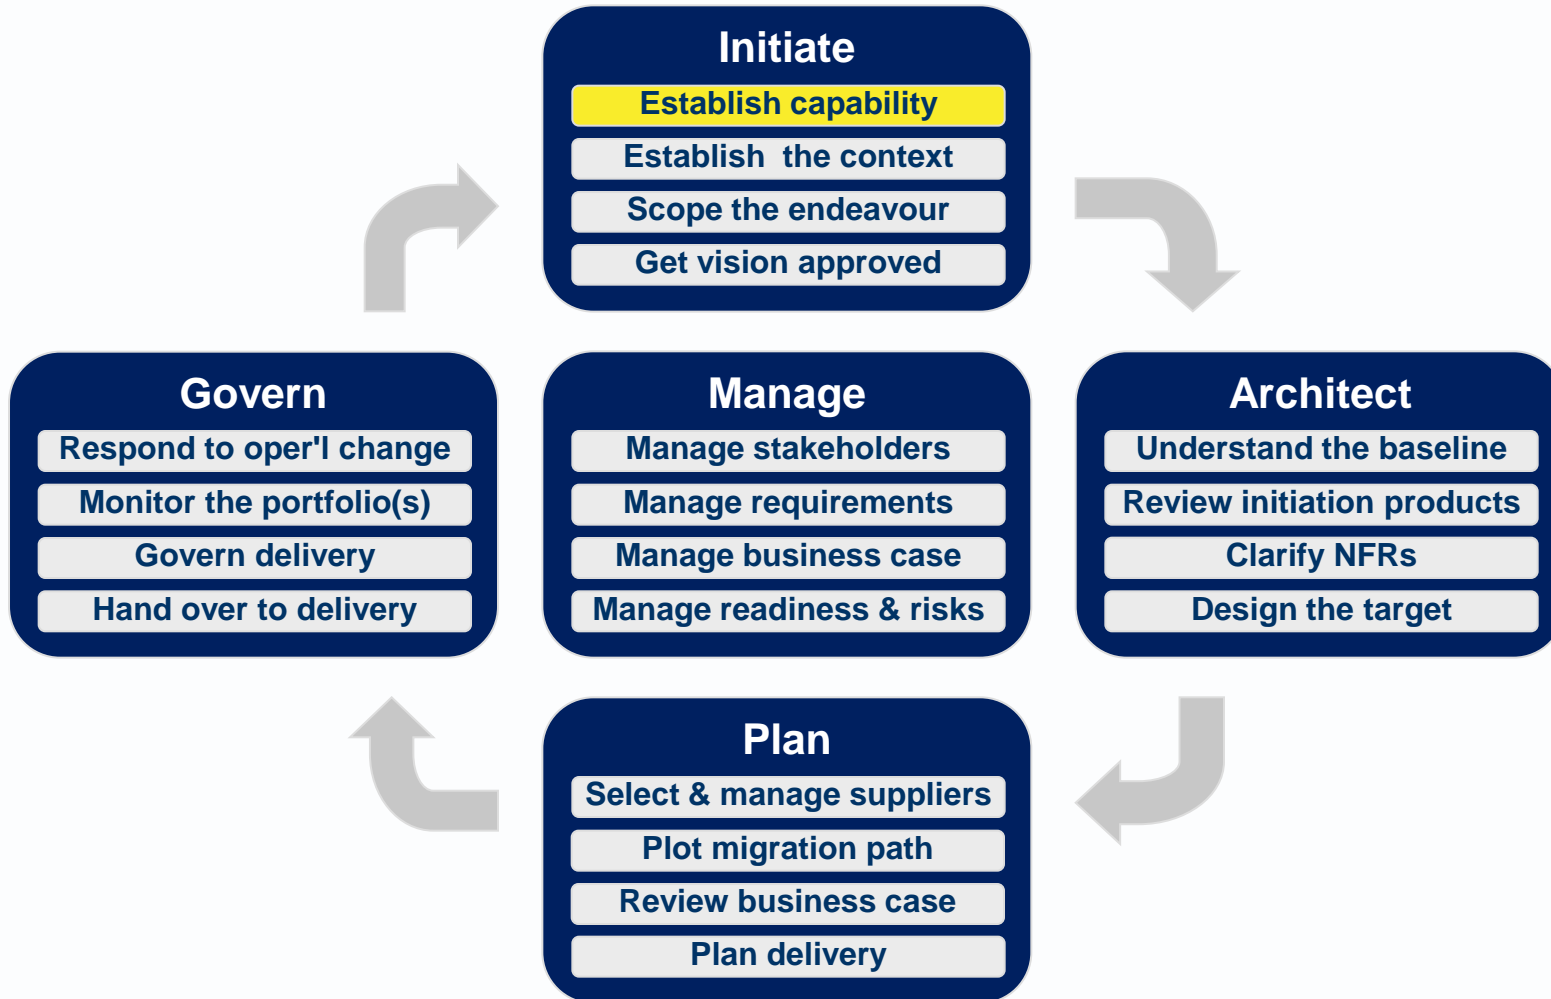 Initiate
Establish capability
Establish  the context
Scope the endeavour
Get vision approved
Govern
Respond to oper'l change
Monitor the portfolio(s)
Govern delivery
Hand over to delivery
Manage
Manage stakeholders
Manage requirements
Manage business case
Manage readiness & risks
Architect
Understand the baseline
Review initiation products
Clarify NFRs
Design the target
Plan
Select & manage suppliers
Plot migration path
Review business case
Plan delivery